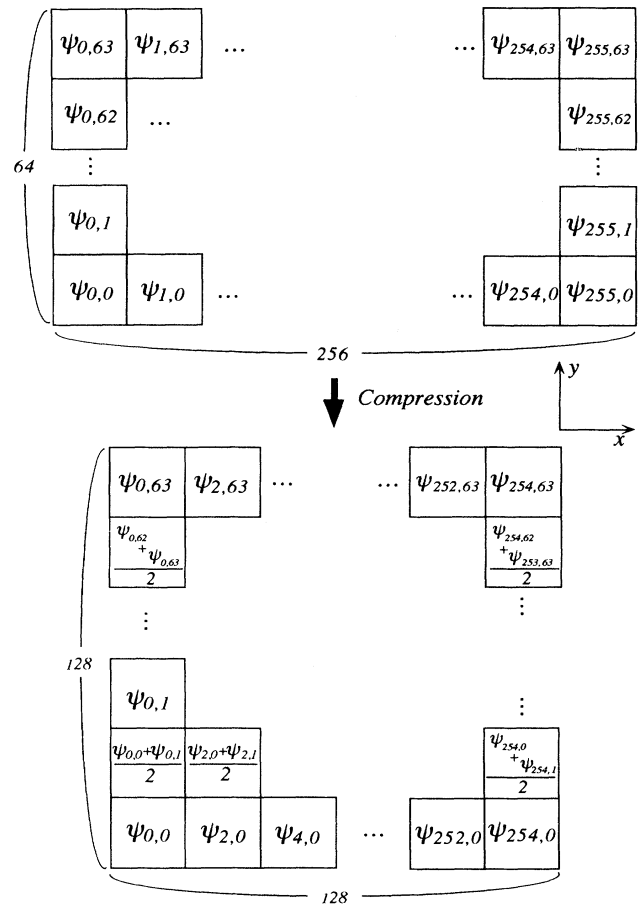 ψ0,63 ψ1,63 ... ... ψ254,63 ψ255,63
ψ0,62 ... ψ255,62
64 ⋮ ⋮
ψ0,1 ψ255,1
ψ0,0 ψ1,0 ... ... ψ254,0 ψ255,0
256
Compression
y
x
ψ0,63 ψ2,63 ... ... ψ252,63 ψ254,63
ψ0,62 + ψ0,63 / 2 ψ254,62 + ψ253,63 / 2
⋮ ⋮
128
ψ0,1 ⋮
ψ0,0+ψ0,1 / 2 ψ2,0+ψ2,1 / 2 ψ254,0 + ψ254,1 / 2
ψ0,0 ψ2,0 ψ4,0 ... ψ252,0 ψ254,0
128